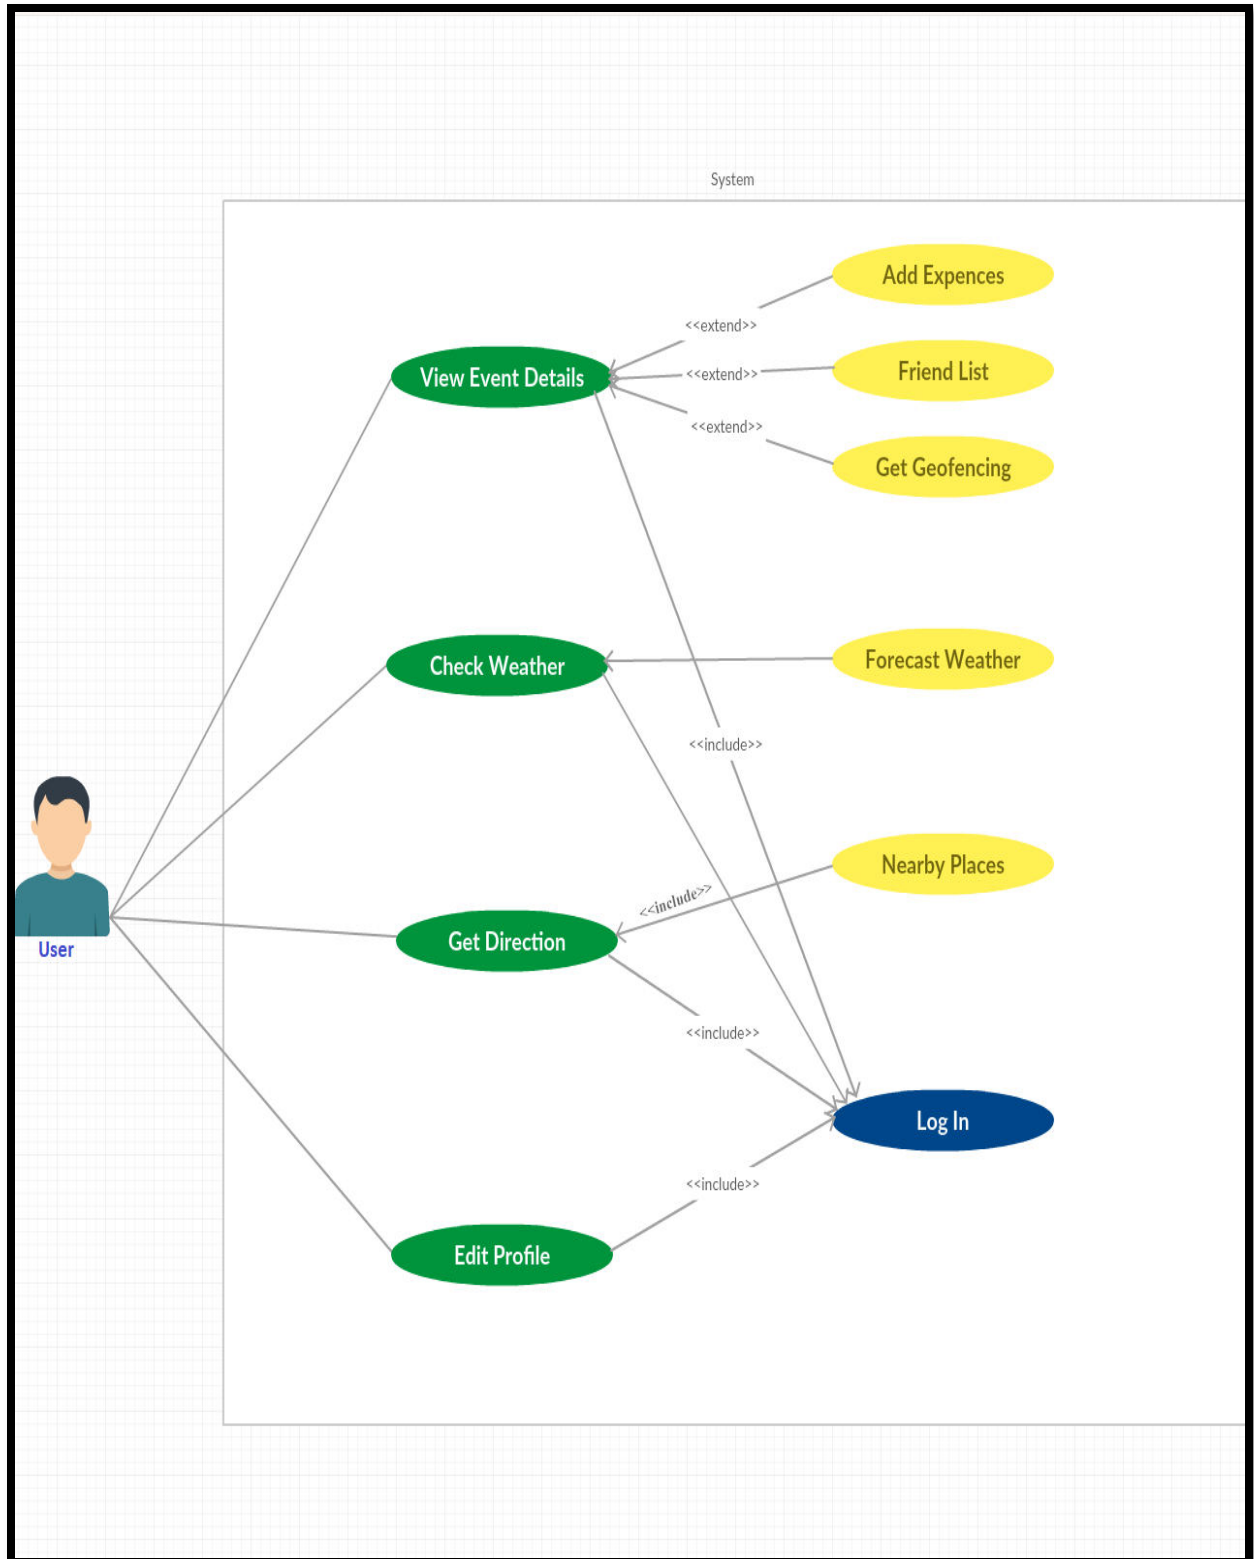 System
Add Expences
<<extend>>
View Event Details
<<extend>>
Friend List
<<extend>>
Get Geofencing
Check Weather
Forecast Weather
<<include>>
Nearby Places
<<include>>
Get Direction
User
<<include>>
Log In
<<include>>
Edit Profile